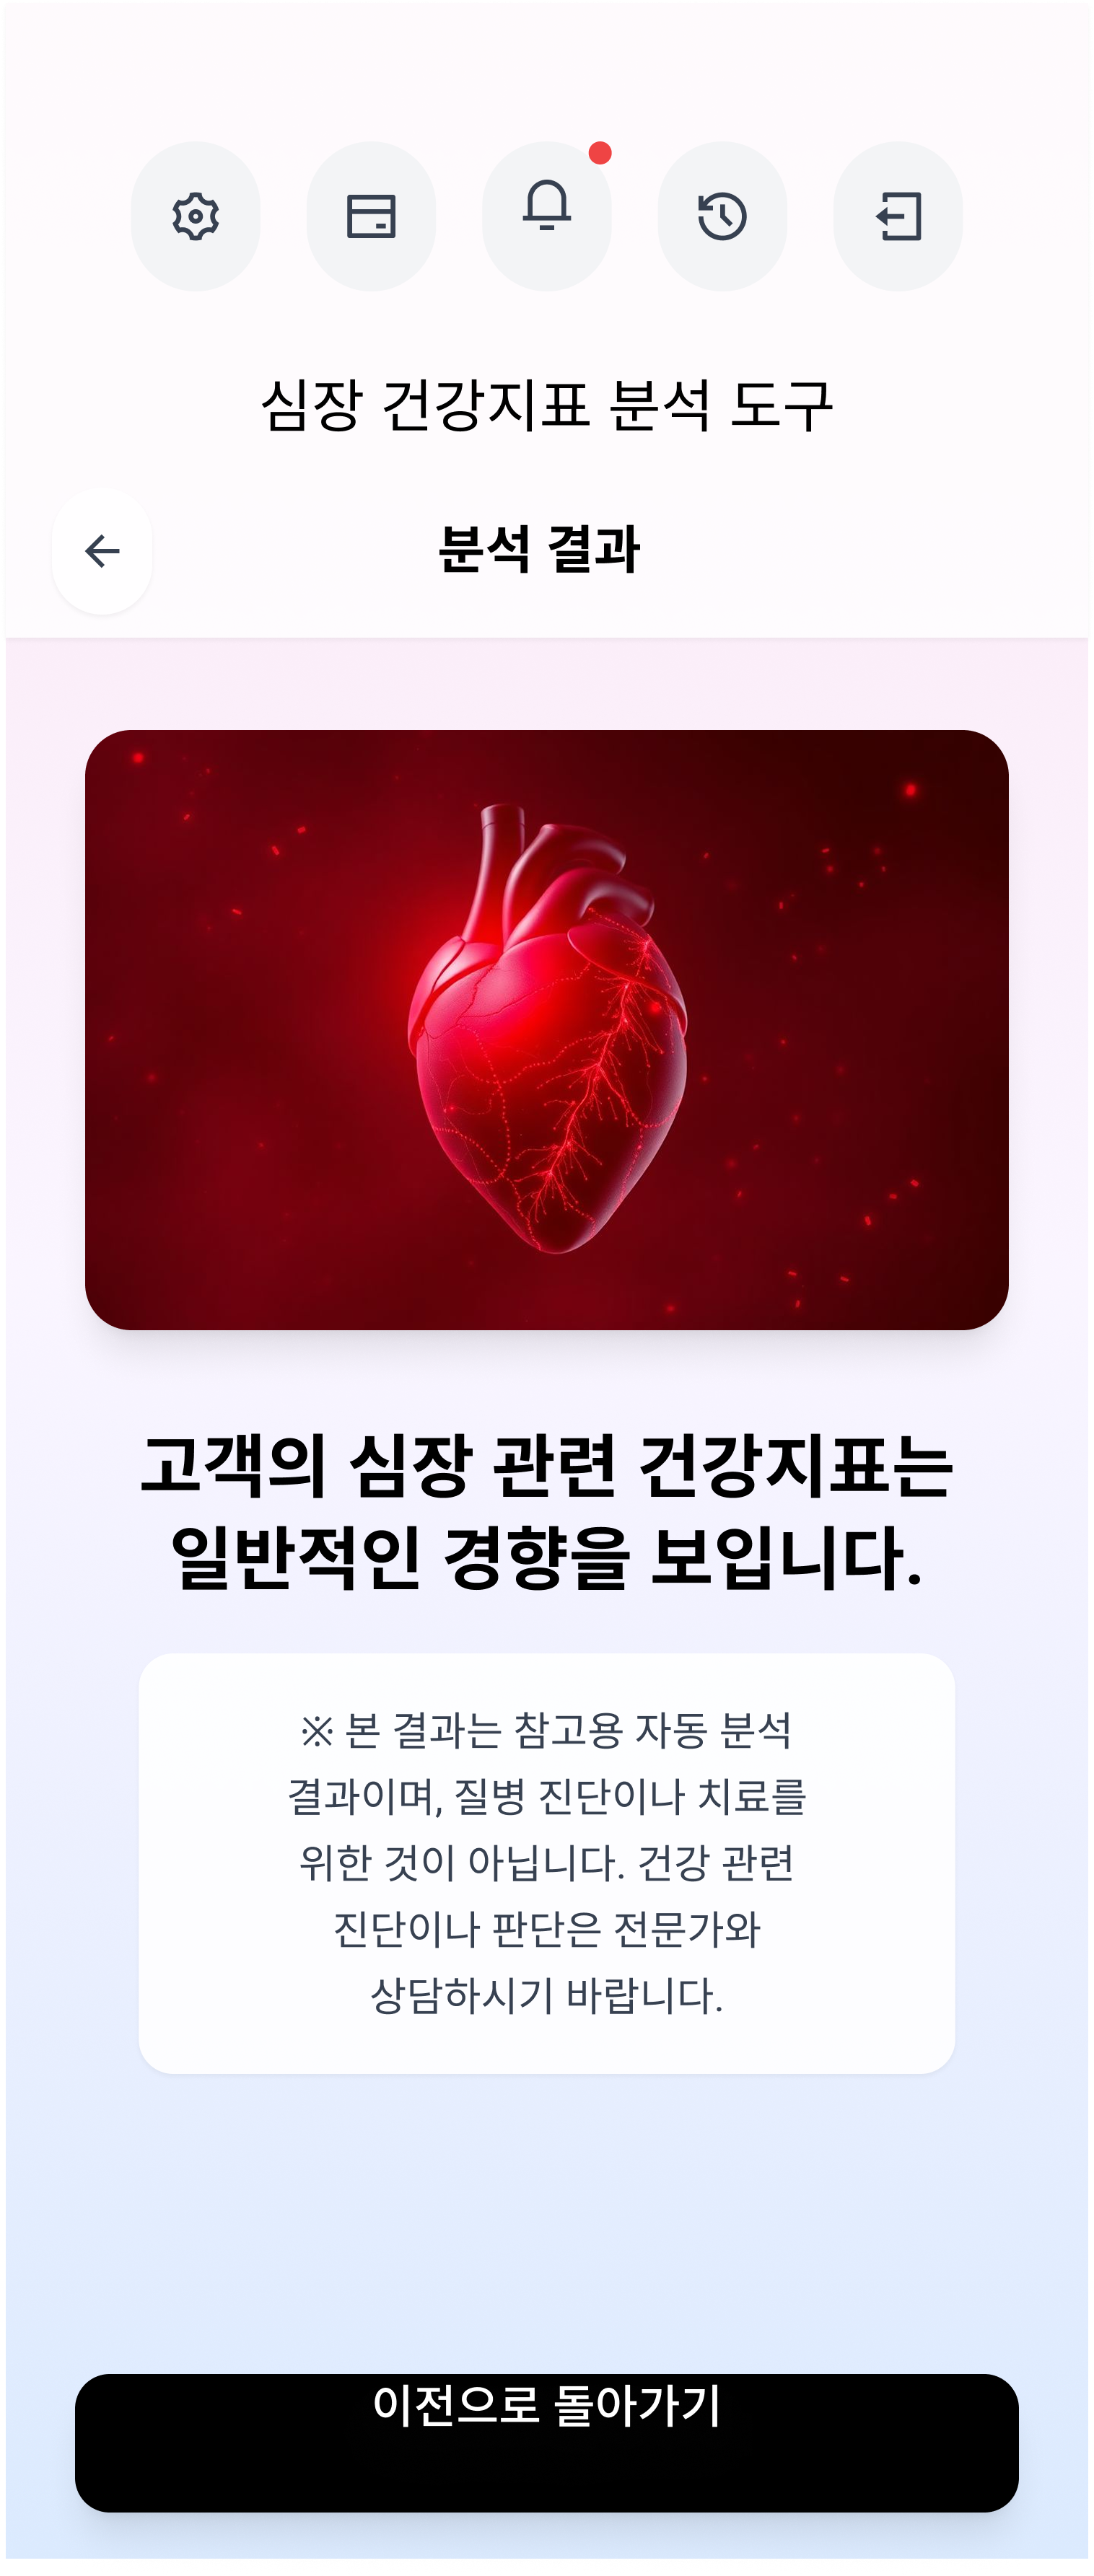 심장 건강지표 분석 도구
분석 결과
고객의 심장 관련 건강지표는
일반적인 경향을 보입니다.
※ 본 결과는 참고용 자동 분석
결과이며, 질병 진단이나 치료를
위한 것이 아닙니다. 건강 관련
진단이나 판단은 전문가와
상담하시기 바랍니다.
이전으로 돌아가기